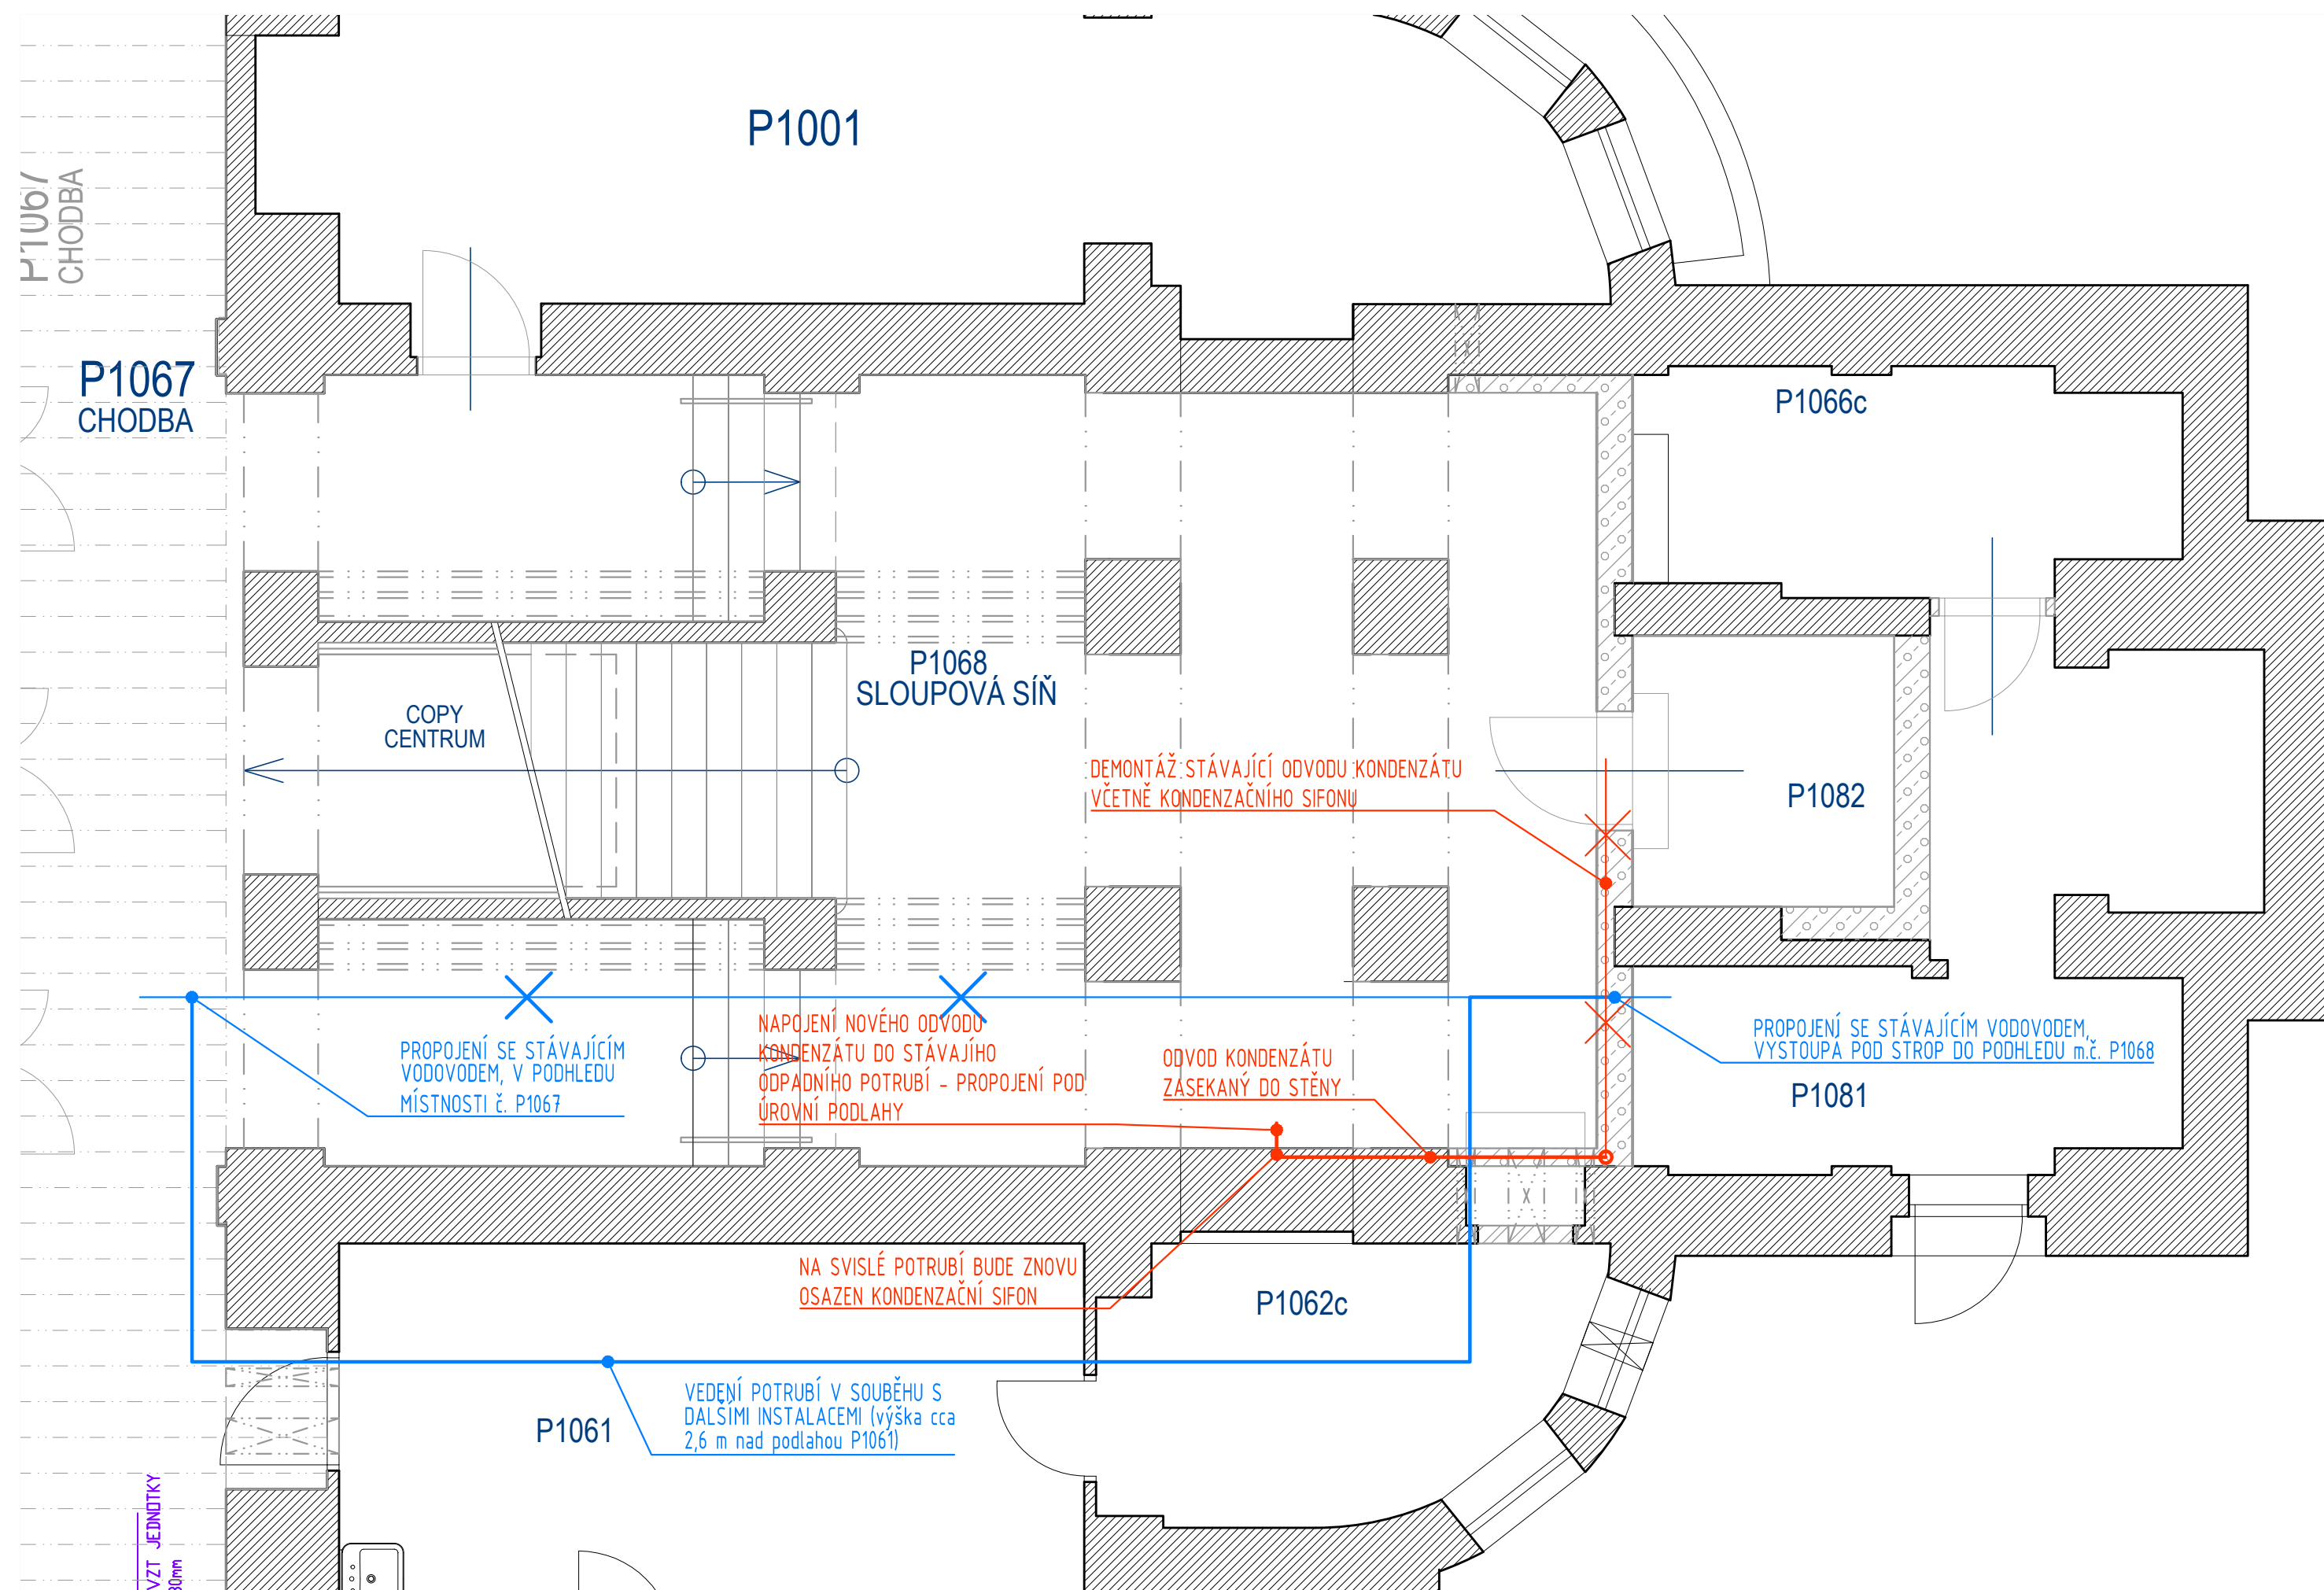 P1001
P1067
CHODBA
P1067
CHODBA
P1066c
P1068
SLOUPOVÁ SÍŇ
COPY
CENTRUM
DEMONTÁŽ STÁVAJÍCÍ ODVODU KONDENZÁTU
VČETNĚ KONDENZAČNÍHO SIFONU
P1082
NAPOJENÍ NOVÉHO ODVODU
KONDENZÁTU DO STÁVAJÍHO
ODPADNÍHO POTRUBÍ - PROPOJENÍ POD
ÚROVNÍ PODLAHY
PROPOJENÍ SE STÁVAJÍCÍM
VODOVODEM, V PODHLEDU
MÍSTNOSTI č. P1067
ODVOD KONDENZÁTU
ZASEKANÝ DO STĚNY
PROPOJENÍ SE STÁVAJÍCÍM VODOVODEM,
VYSTOUPA POD STROP DO PODHLEDU m.č. P1068
P1081
NA SVISLÉ POTRUBÍ BUDE ZNOVU
OSAZEN KONDENZAČNÍ SIFON
P1062c
VEDENÍ POTRUBÍ V SOUBĚHU S
DALŠÍMI INSTALACEMI (výška cca
2,6 m nad podlahou P1061)
P1061
VZT JEDNOTKY